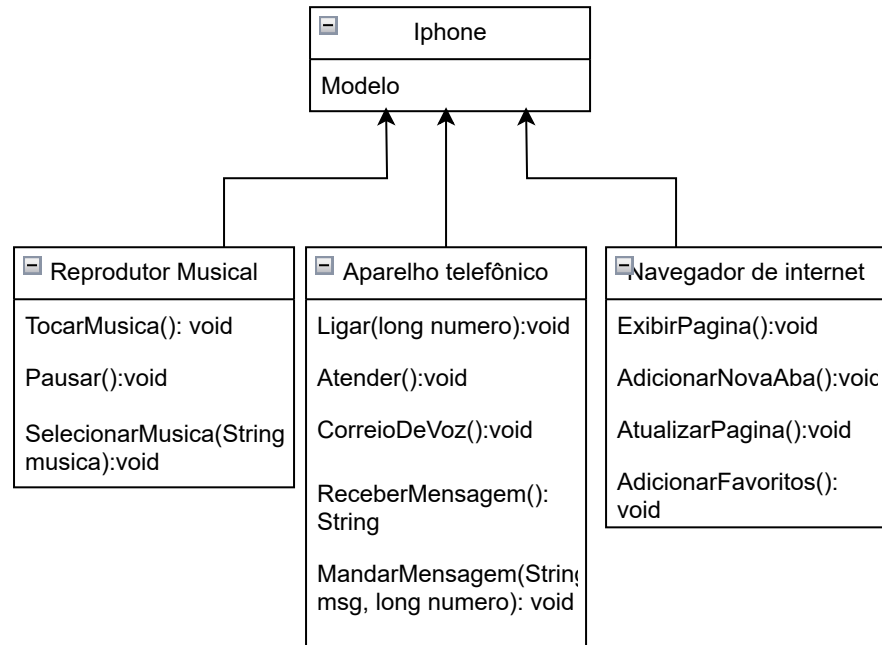 Iphone
Modelo
Reprodutor Musical
TocarMusica(): void
Pausar():void
SelecionarMusica(String
musica):void
Aparelho telefônico
Ligar(long numero):void
Atender():void
CorreioDeVoz():void
ReceberMensagem():
String
MandarMensagem(String
msg, long numero): void
Navegador de internet
ExibirPagina():void
AdicionarNovaAba():void
AtualizarPagina():void
AdicionarFavoritos():
void